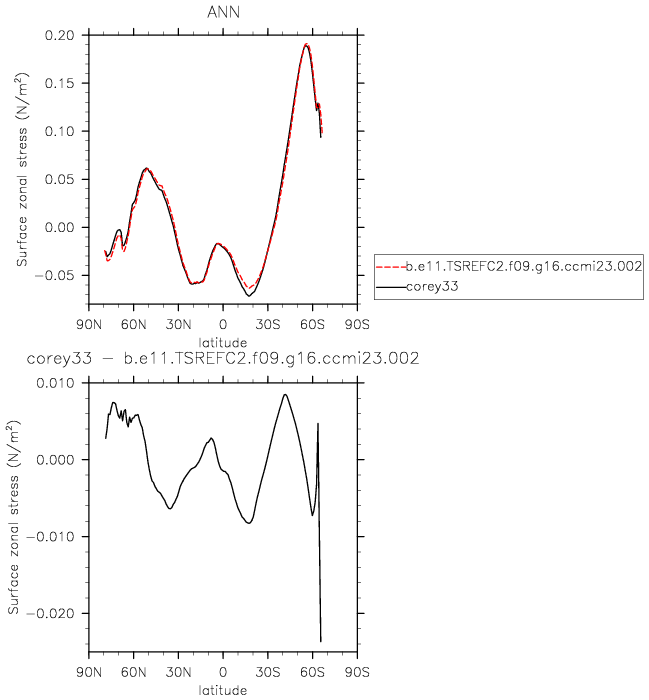 ANN
0.20
0.15
0.10
0.05
0.00
−0.05
Surface zonal stress (N/m²)
90N 60N 30N 0 30S 60S 90S
latitude
b.e11.TSREFC2.f09.g16.ccmi23.002
corey33
corey33 − b.e11.TSREFC2.f09.g16.ccmi23.002
0.010
0.000
−0.010
−0.020
Surface zonal stress (N/m²)
90N 60N 30N 0 30S 60S 90S
latitude